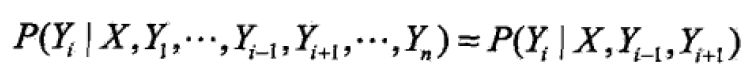 P(Y_i | X, Y_1, ⋯, Y_{i-1}, Y_{i+1}, ⋯, Y_n) = P(Y_i | X, Y_{i-1}, Y_{i+1})